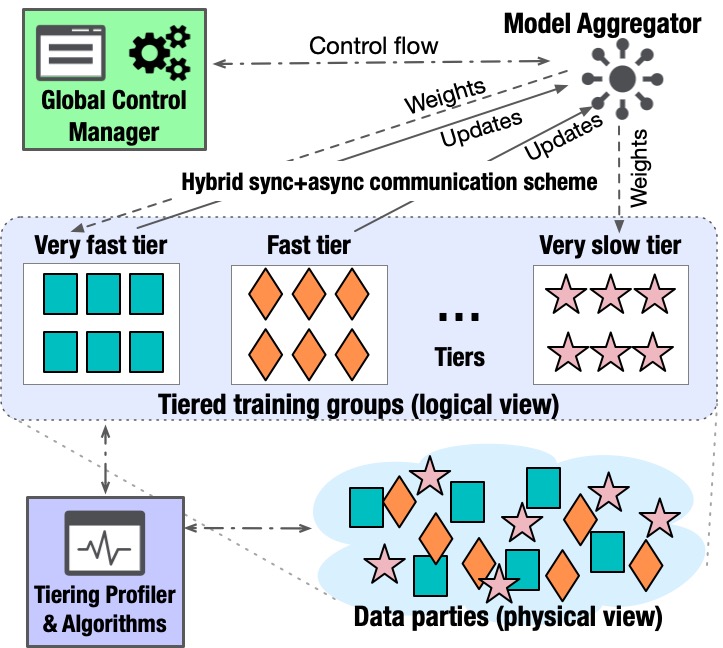 Model Aggregator
Control flow
Global Control
Manager
Weights
Updates
Updates
Weights
Hybrid sync+async communication scheme
Very fast tier
Fast tier
Very slow tier
...
Tiers
Tiered training groups (logical view)
Tiering Profiler
& Algorithms
Data parties (physical view)